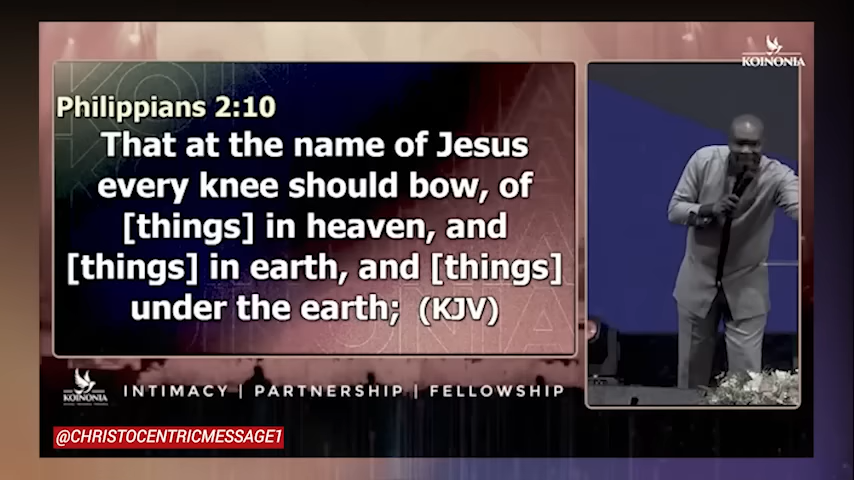 KOINONIA
Philippians 2:10
That at the name of Jesus
every knee should bow, of
[things] in heaven, and
[things] in earth, and [things]
under the earth; (KJV)
KOINONIA
INTIMACY | PARTNERSHIP | FELLOWSHIP
@CHRISTOCENTRICMESSAGE1